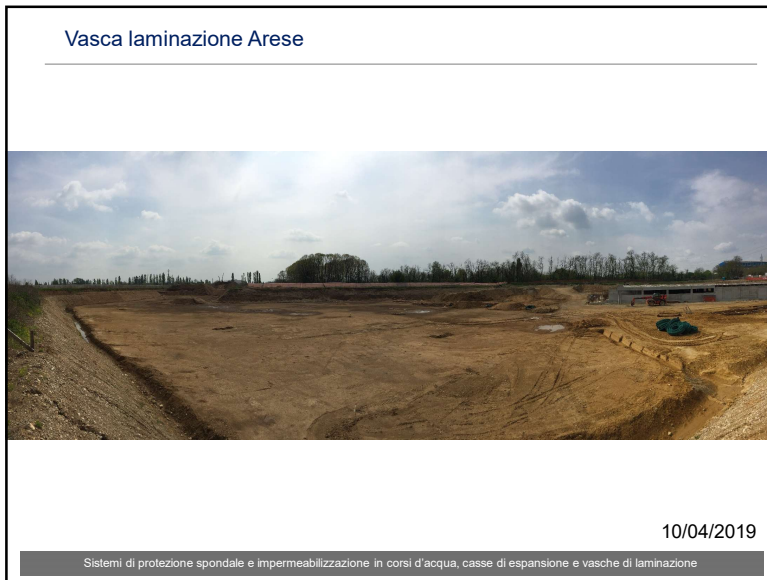 Vasca laminazione Arese
10/04/2019
Sistemi di protezione spondale e impermeabilizzazione in corsi d'acqua, casse di espansione e vasche di laminazione